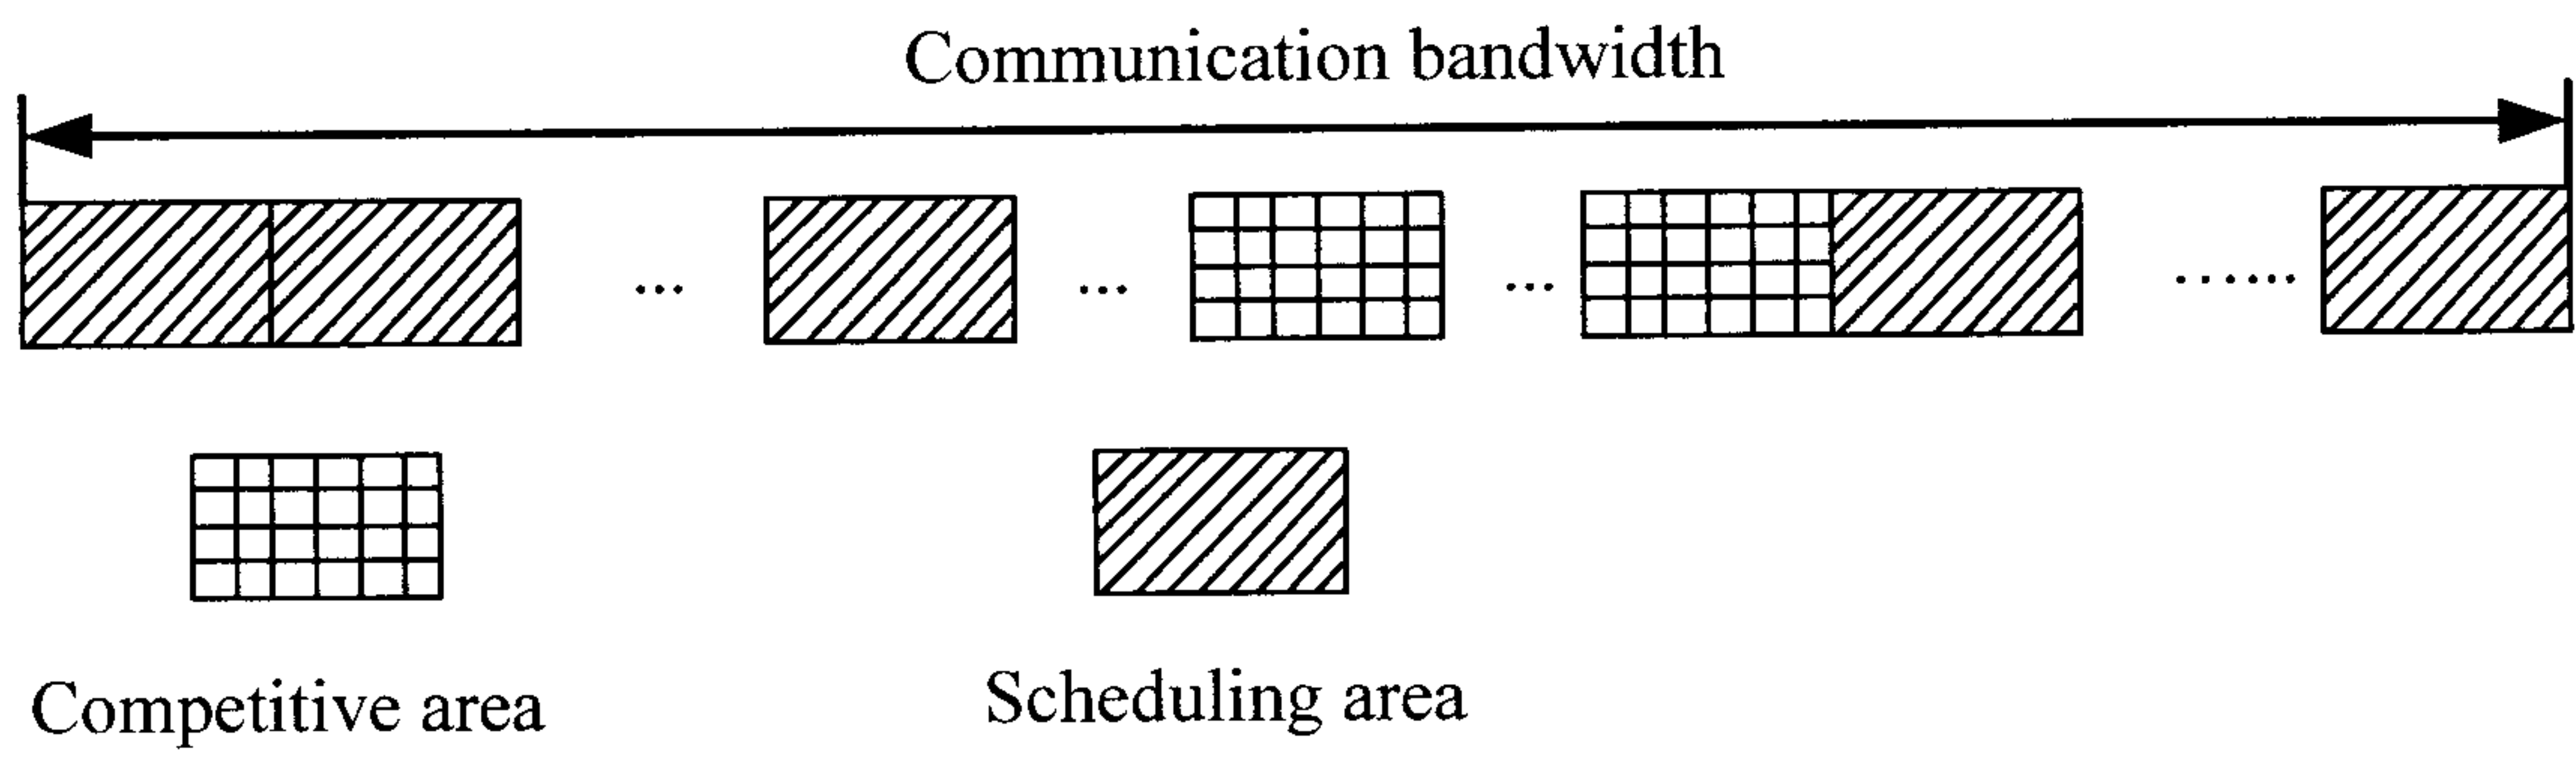 Communication bandwidth
... ... ... .......
Competitive area
Scheduling area